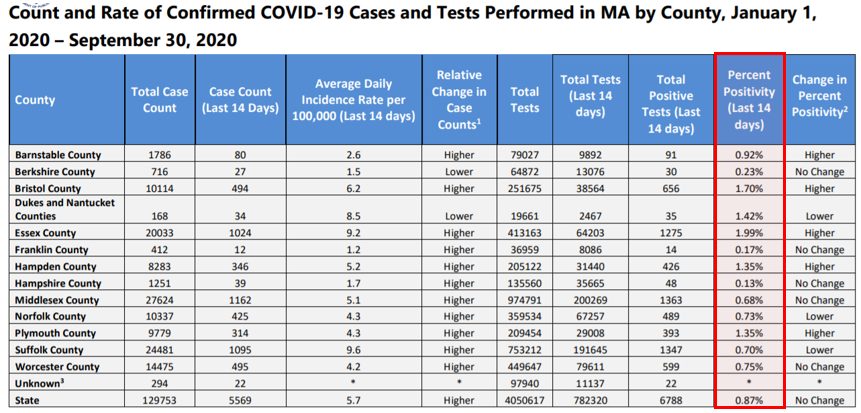 Count and Rate of Confirmed COVID-19 Cases and Tests Performed in MA by County, January 1,
2020 – September 30, 2020
County Total Case Count Case Count (Last 14 Days) Average Daily Incidence Rate per 100,000 (Last 14 days) Relative Change in Case Counts1 Total Tests Total Tests (Last 14 days) Total Positive Tests (Last 14 days) Percent Positivity (Last 14 days) Change in Percent Positivity2
Barnstable County 1786 80 2.6 Higher 79027 9892 91 0.92% Higher
Berkshire County 716 27 1.5 Lower 64872 13076 30 0.23% No Change
Bristol County 10114 494 6.2 Higher 251675 38564 656 1.70% Higher
Dukes and Nantucket Counties 168 34 8.5 Lower 19661 2467 35 1.42% Lower
Essex County 20033 1024 9.2 Higher 413163 64203 1275 1.99% Higher
Franklin County 412 12 1.2 Higher 36959 8086 14 0.17% No Change
Hampden County 8283 346 5.2 Higher 205122 31440 426 1.35% Higher
Hampshire County 1251 39 1.7 Higher 135560 35665 48 0.13% No Change
Middlesex County 27624 1162 5.1 Higher 974791 200269 1363 0.68% No Change
Norfolk County 10337 425 4.3 Higher 359534 67257 489 0.73% Lower
Plymouth County 9779 314 4.3 Higher 209454 29008 393 1.35% Higher
Suffolk County 24481 1095 9.6 Higher 753212 191645 1347 0.70% Lower
Worcester County 14475 495 4.2 Higher 449647 79611 599 0.75% No Change
Unknown3 294 22 * * 97940 11137 22 * *
State 129753 5569 5.7 Higher 4050617 782320 6788 0.87% No Change